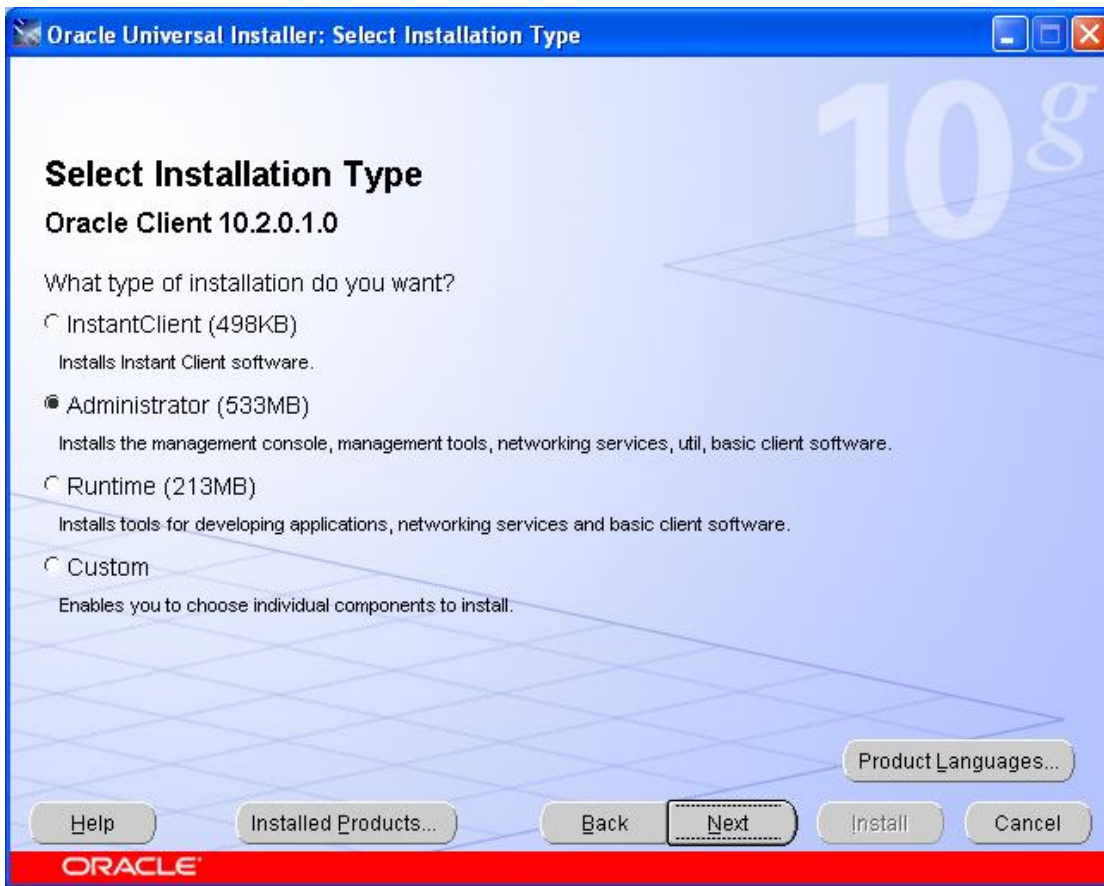 Oracle Universal Installer: Select Installation Type
10g
Select Installation Type
Oracle Client 10.2.0.1.0
What type of installation do you want?
InstantClient (498KB)
Installs Instant Client software.
Administrator (533MB)
Installs the management console, management tools, networking services, util, basic client software.
Runtime (213MB)
Installs tools for developing applications, networking services and basic client software.
Custom
Enables you to choose individual components to install.
Product Languages...
Help Installed Products... Back Next Install Cancel
ORACLE